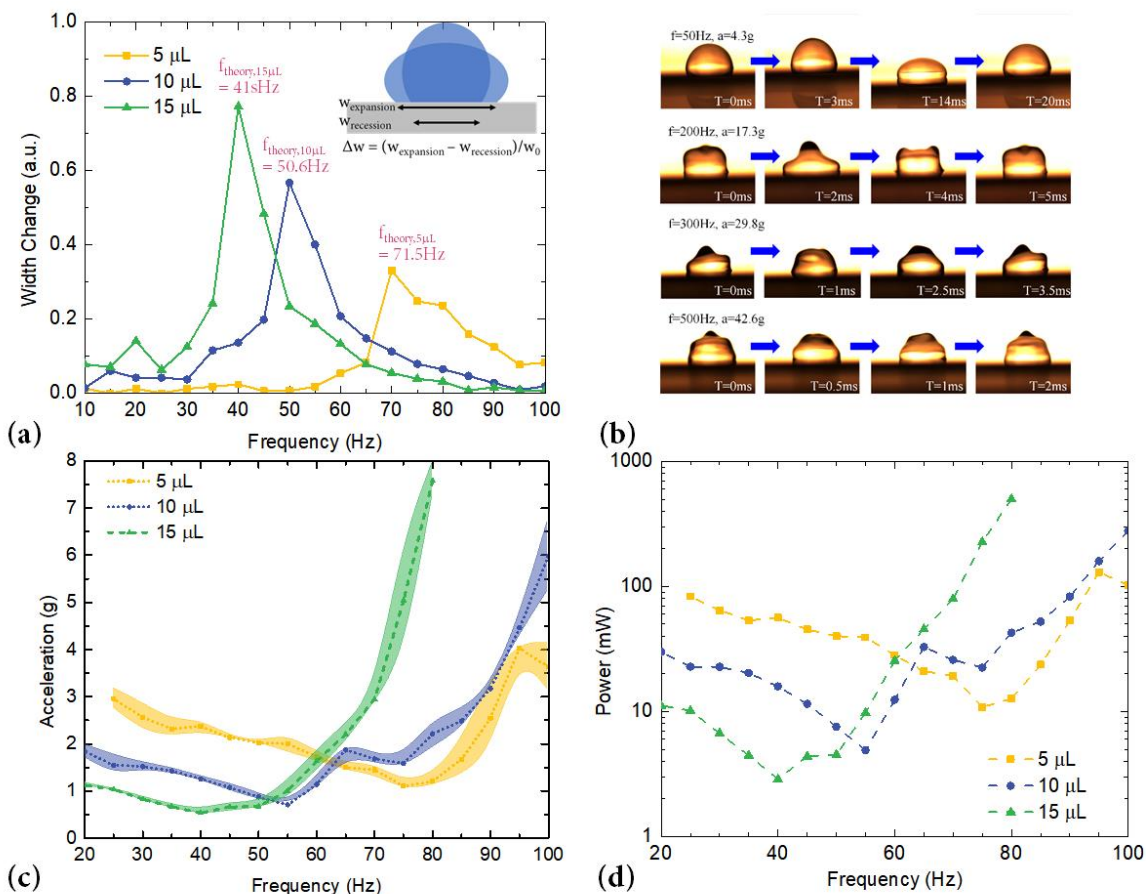 1.0
0.8
0.6
0.4
0.2
0.0
Width Change (a.u.)
5 μL
10 μL
15 μL
f_theory,15μL
= 41sHz
f_theory,10μL
= 50.6Hz
f_theory,5μL
= 71.5Hz
w_expansion
w_recession
Δw = (w_expansion − w_recession)/w_0
10 20 30 40 50 60 70 80 90 100
Frequency (Hz)
(a)
f=50Hz, a=4.3g
T=0ms T=3ms T=14ms T=20ms
f=200Hz, a=17.3g
T=0ms T=2ms T=4ms T=5ms
f=300Hz, a=29.8g
T=0ms T=1ms T=2.5ms T=3.5ms
f=500Hz, a=42.6g
T=0ms T=0.5ms T=1ms T=2ms
(b)
8
7
6
5
4
3
2
1
0
Acceleration (g)
5 μL
10 μL
15 μL
20 30 40 50 60 70 80 90 100
Frequency (Hz)
(c)
1000
100
10
1
Power (mW)
5 μL
10 μL
15 μL
20 40 60 80 100
Frequency (Hz)
(d)